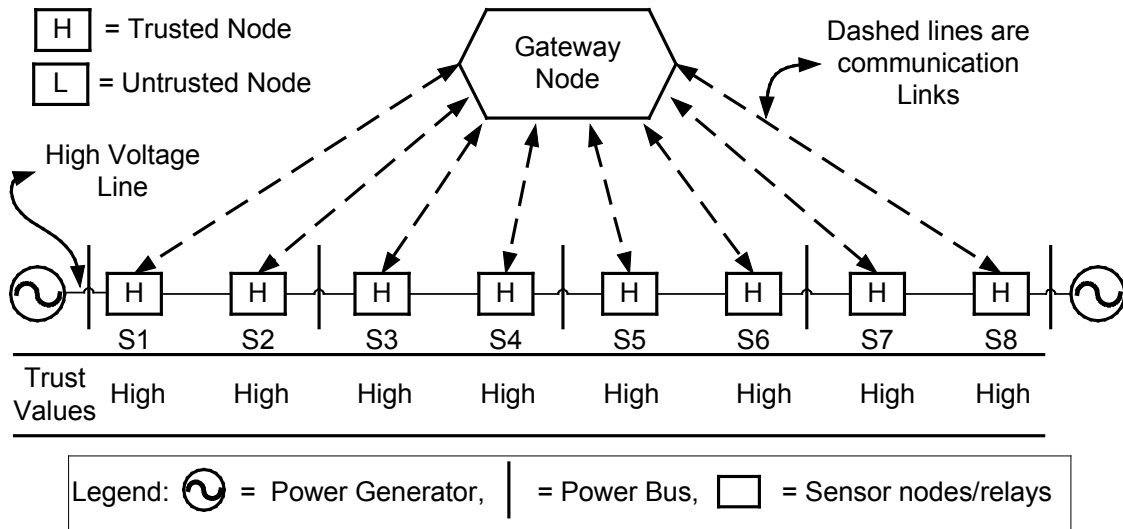 H = Trusted Node
L = Untrusted Node
Gateway
Node
Dashed lines are
communication
Links
High Voltage
Line
H H H H H H H H
S1 S2 S3 S4 S5 S6 S7 S8
Trust
Values
High High High High High High High High
Legend: = Power Generator, = Power Bus, = Sensor nodes/relays